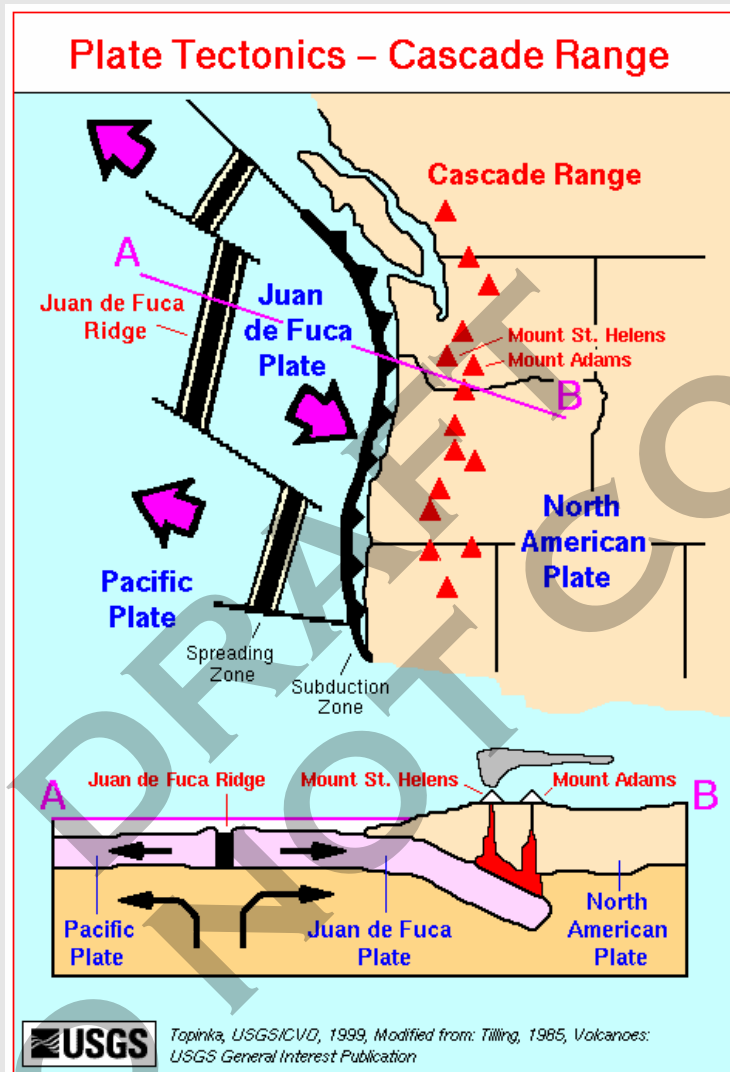 Plate Tectonics – Cascade Range
Cascade Range
A
Juan de Fuca
Ridge
Juan
de Fuca
Plate
Mount St. Helens
Mount Adams
B
North
American
Plate
Pacific
Plate
Spreading
Zone
Subduction
Zone
A
Juan de Fuca Ridge
Mount St. Helens
Mount Adams
B
Pacific
Plate
Juan de Fuca
Plate
North
American
Plate
USGS
Topinka, USGS/CVO, 1999, Modified from: Tilling, 1985, Volcanoes:
USGS General Interest Publication
DRAFT
NOT